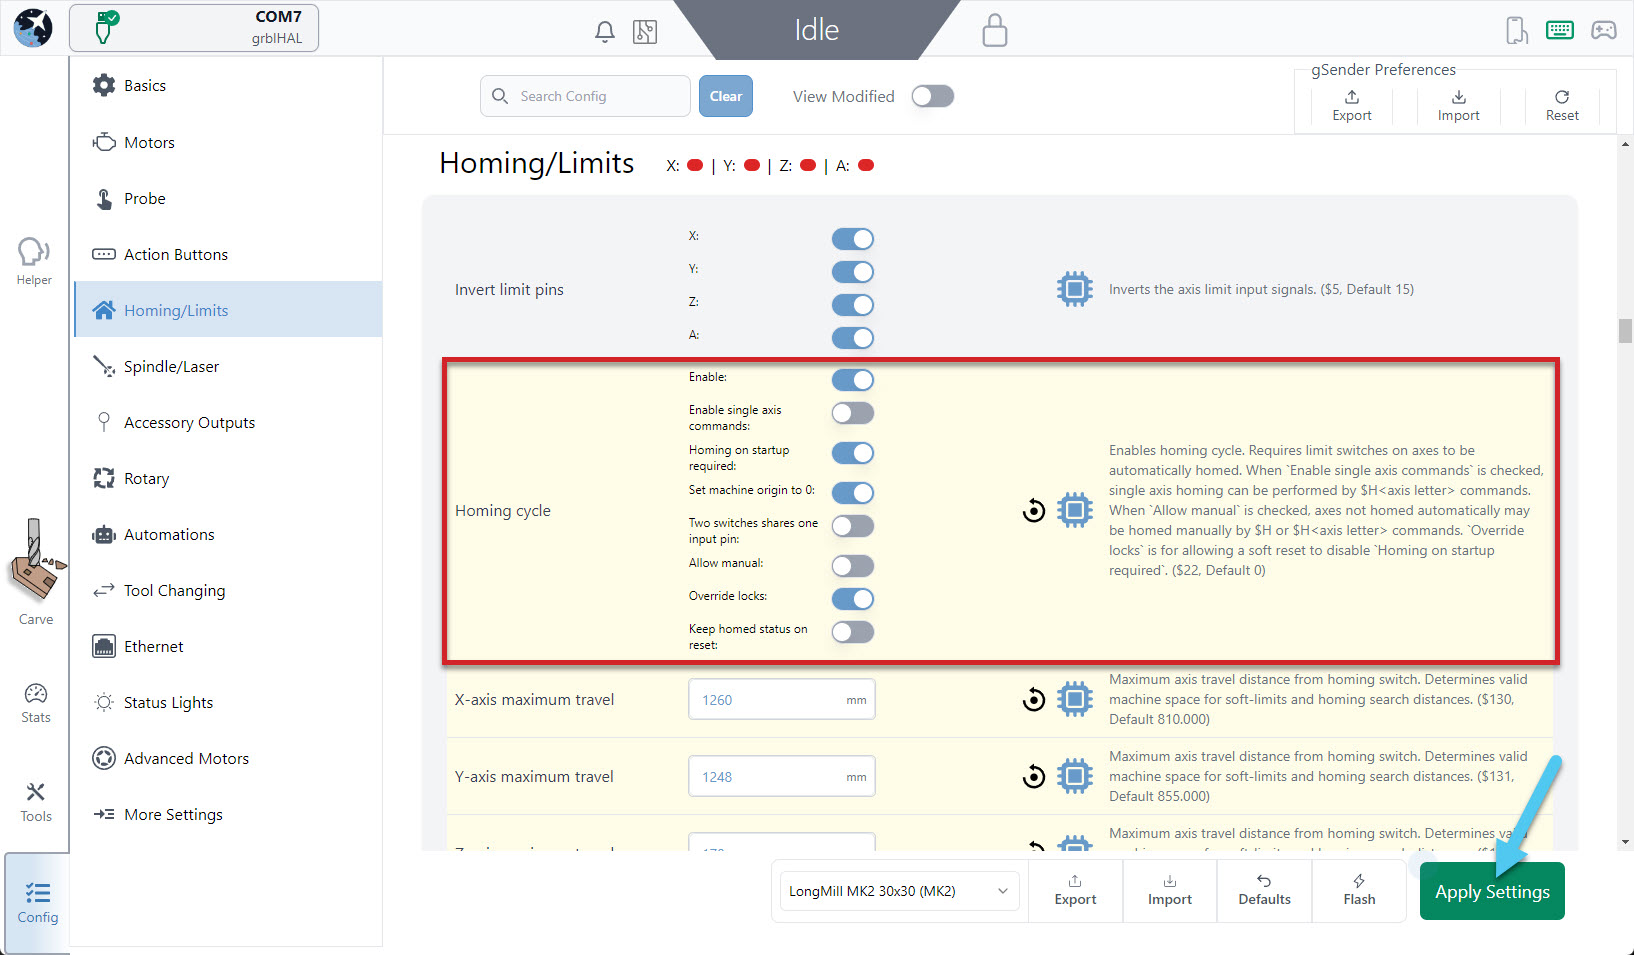 COM7
grblHAL
Idle
Helper
Carve
Stats
Tools
Config
Basics
Motors
Probe
Action Buttons
Homing/Limits
Spindle/Laser
Accessory Outputs
Rotary
Automations
Tool Changing
Ethernet
Status Lights
Advanced Motors
More Settings
Search Config
Clear
View Modified
gSender Preferences
Export
Import
Reset
Homing/Limits X: | Y: | Z: | A:
Invert limit pins
X:
Y:
Z:
A:
Inverts the axis limit input signals. ($5, Default 15)
Homing cycle
Enable:
Enable single axis
commands:
Homing on startup
required:
Set machine origin to 0:
Two switches shares one
input pin:
Allow manual:
Override locks:
Keep homed status on
reset:
Enables homing cycle. Requires limit switches on axes to be
automatically homed. When `Enable single axis commands` is checked,
single axis homing can be performed by $H<axis letter> commands.
When `Allow manual` is checked, axes not homed automatically may
be homed manually by $H or $H<axis letter> commands. `Override
locks` is for allowing a soft reset to disable `Homing on startup
required`. ($22, Default 0)
X-axis maximum travel
1260 mm
Maximum axis travel distance from homing switch. Determines valid
machine space for soft-limits and homing search distances. ($130,
Default 810.000)
Y-axis maximum travel
1248 mm
Maximum axis travel distance from homing switch. Determines valid
machine space for soft-limits and homing search distances. ($131,
Default 855.000)
Maximum axis travel distance from homing switch. Determines valid
LongMill MK2 30x30 (MK2)
Export
Import
Defaults
Flash
Apply Settings